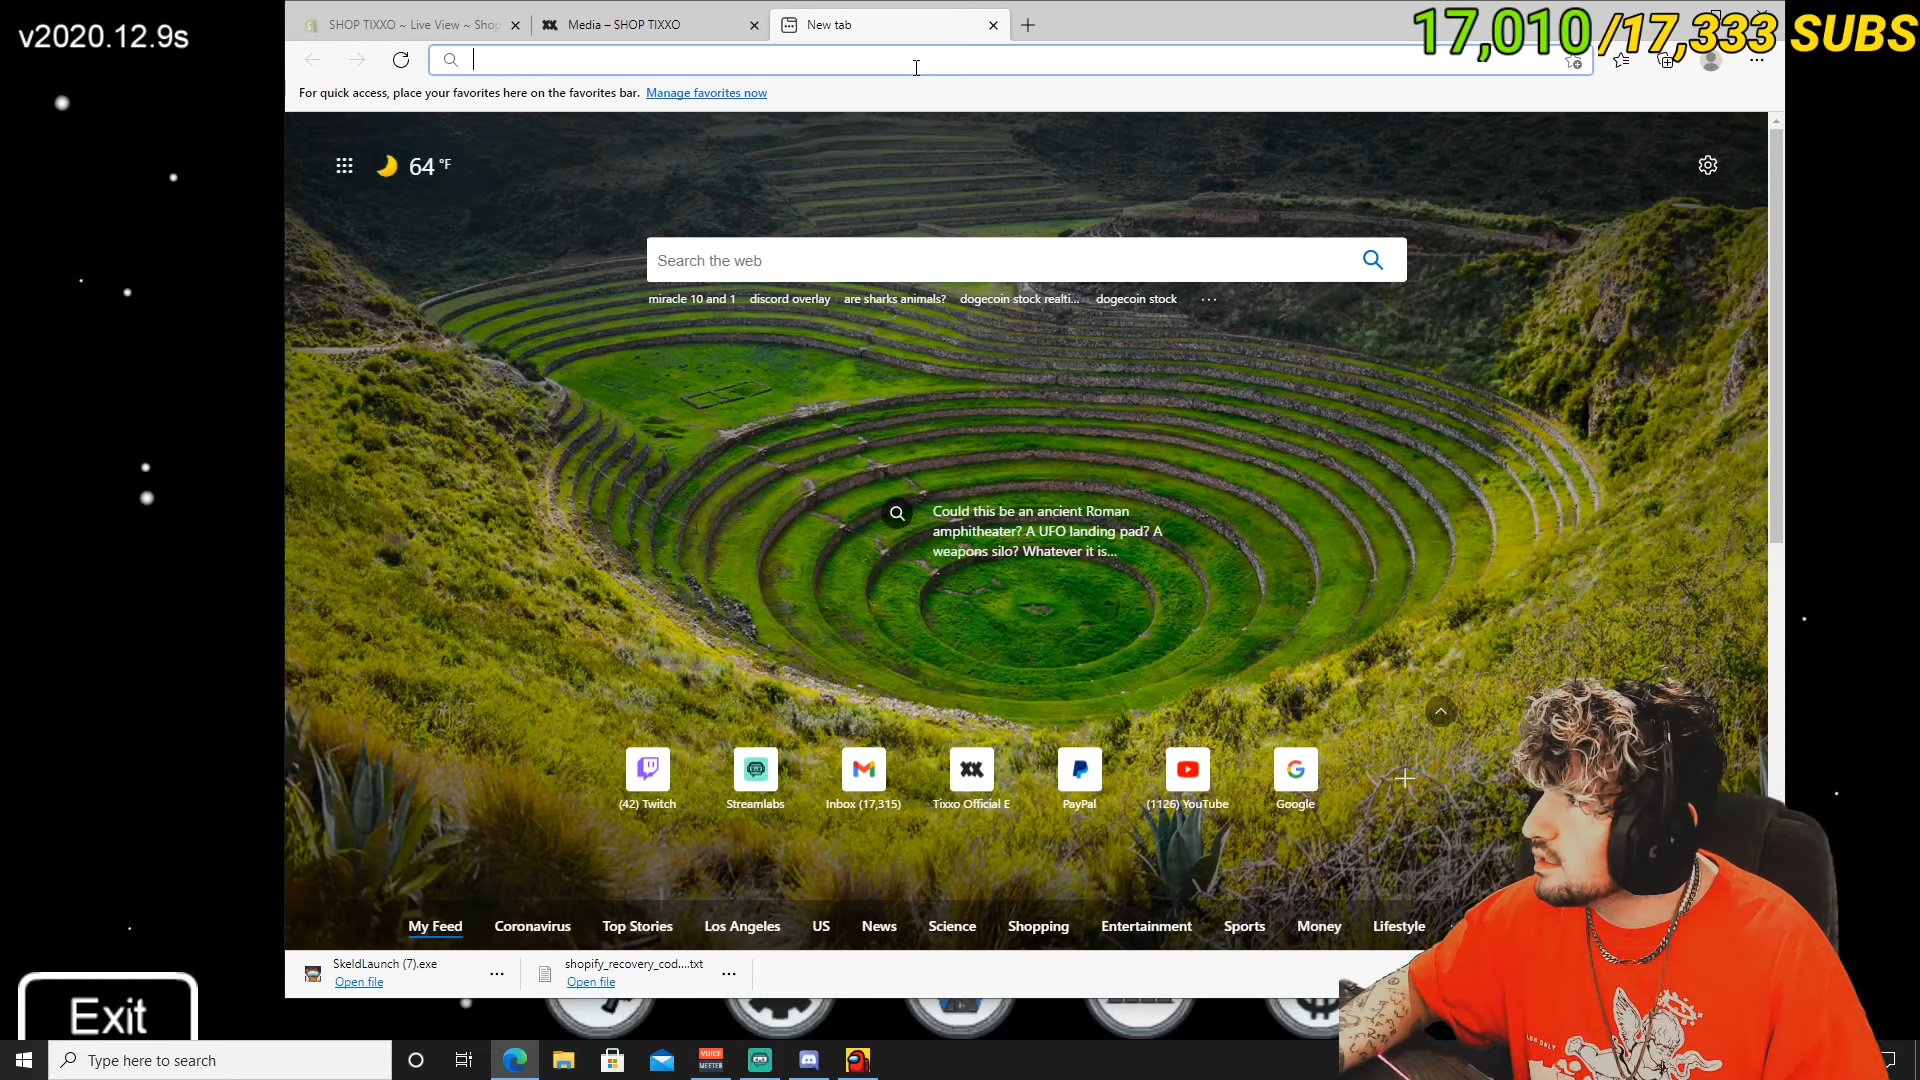 v2020.12.9s
SHOP TIXXO ~ Live View ~ Shop
Media – SHOP TIXXO
New tab
17,010/17,333 SUBS
For quick access, place your favorites here on the favorites bar. Manage favorites now
64 °F
Search the web
miracle 10 and 1 discord overlay are sharks animals? dogecoin stock realti... dogecoin stock ...
Could this be an ancient Roman
amphitheater? A UFO landing pad? A
weapons silo? Whatever it is...
(42) Twitch Streamlabs Inbox (17,315) Tixxo Official E PayPal (1126) YouTube Google
My Feed Coronavirus Top Stories Los Angeles US News Science Shopping Entertainment Sports Money Lifestyle
SkeldLaunch (7).exe
Open file
shopify_recovery_cod....txt
Open file
Exit
Type here to search
VOICE
MEETER